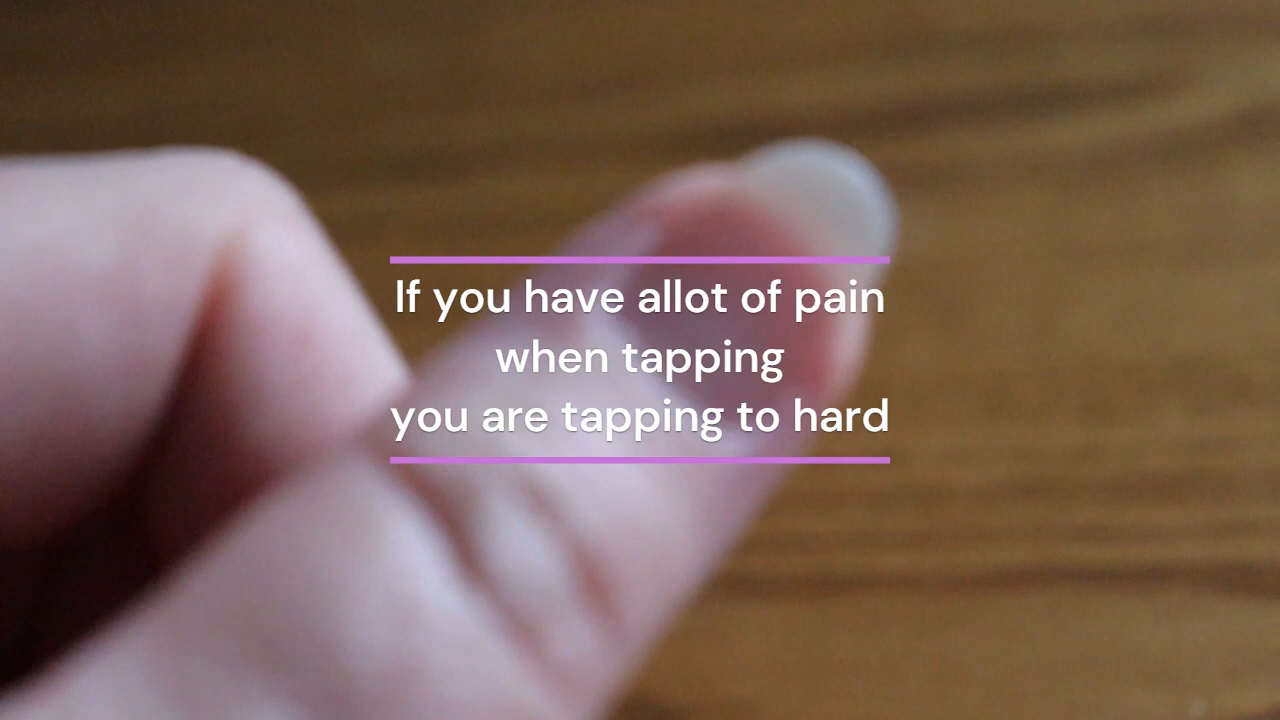 If you have allot of pain
when tapping
you are tapping to hard